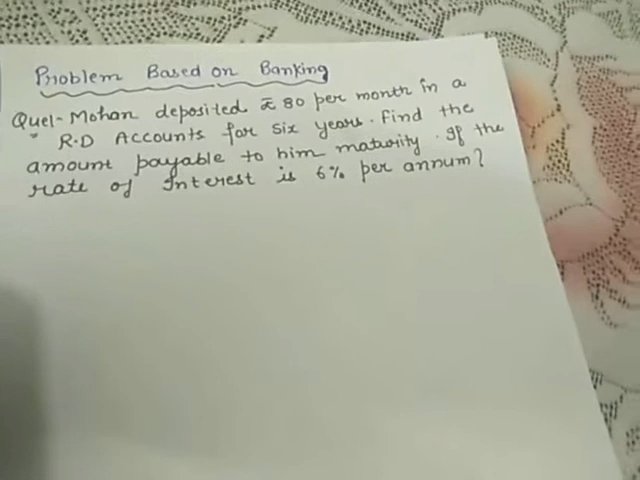 Problem Based on Banking
Quel- Mohan deposited ₹ 80 per month in a
R.D Accounts for six years. Find the
amount payable to him maturity. If the
rate of Interest is 6% per annum?